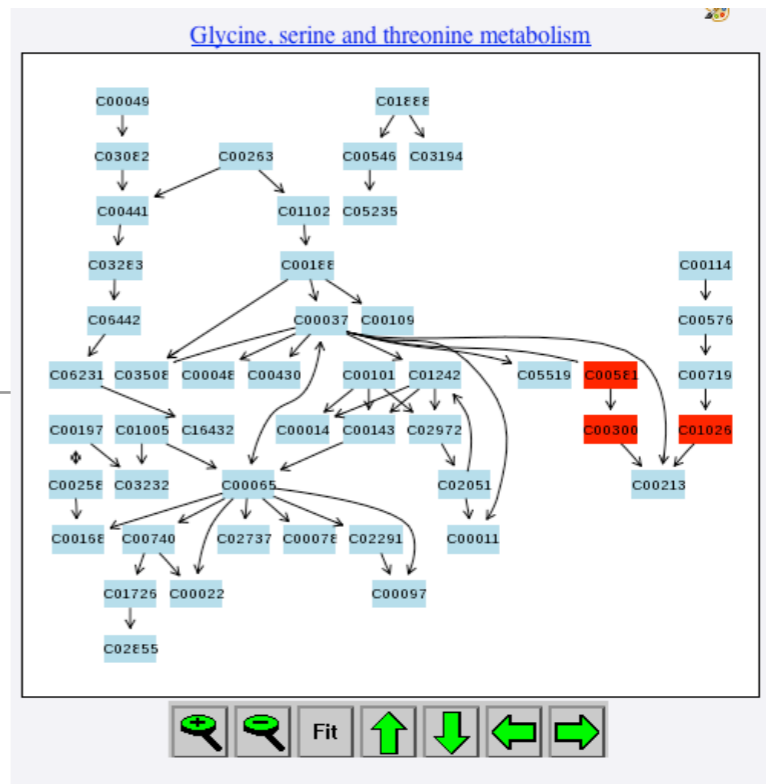 Glycine, serine and threonine metabolism
C00049 C01888
C03082 C00263 C00546 C03194
C00441 C01102 C05235
C03283 C00188 C00114
C06442 C00037 C00109 C00576
C06231 C03508 C00048 C00430 C00101 C01242 C05519 C00581 C00719
C00197 C01005 C16432 C00014 C00143 C02972 C00300 C01026
C00258 C03232 C00065 C02051 C00213
C00168 C00740 C02737 C00078 C02291 C00011
C01726 C00022 C00097
C02855
Fit